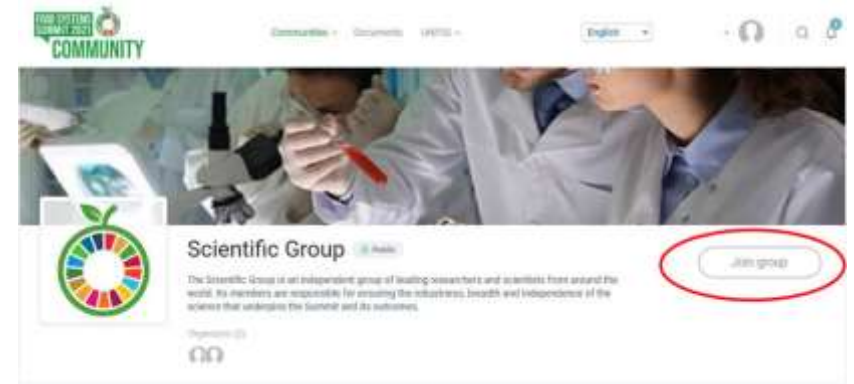 FOOD SYSTEMS
SUMMIT 2021
COMMUNITY
Communities
Documents
English
Scientific Group
Public
The Scientific Group is an independent group of leading researchers and scientists from around the
world. Its members are responsible for ensuring the robustness, breadth and independence of the
science that underpins the Summit and its outcomes.
Organizers (2)
Join group